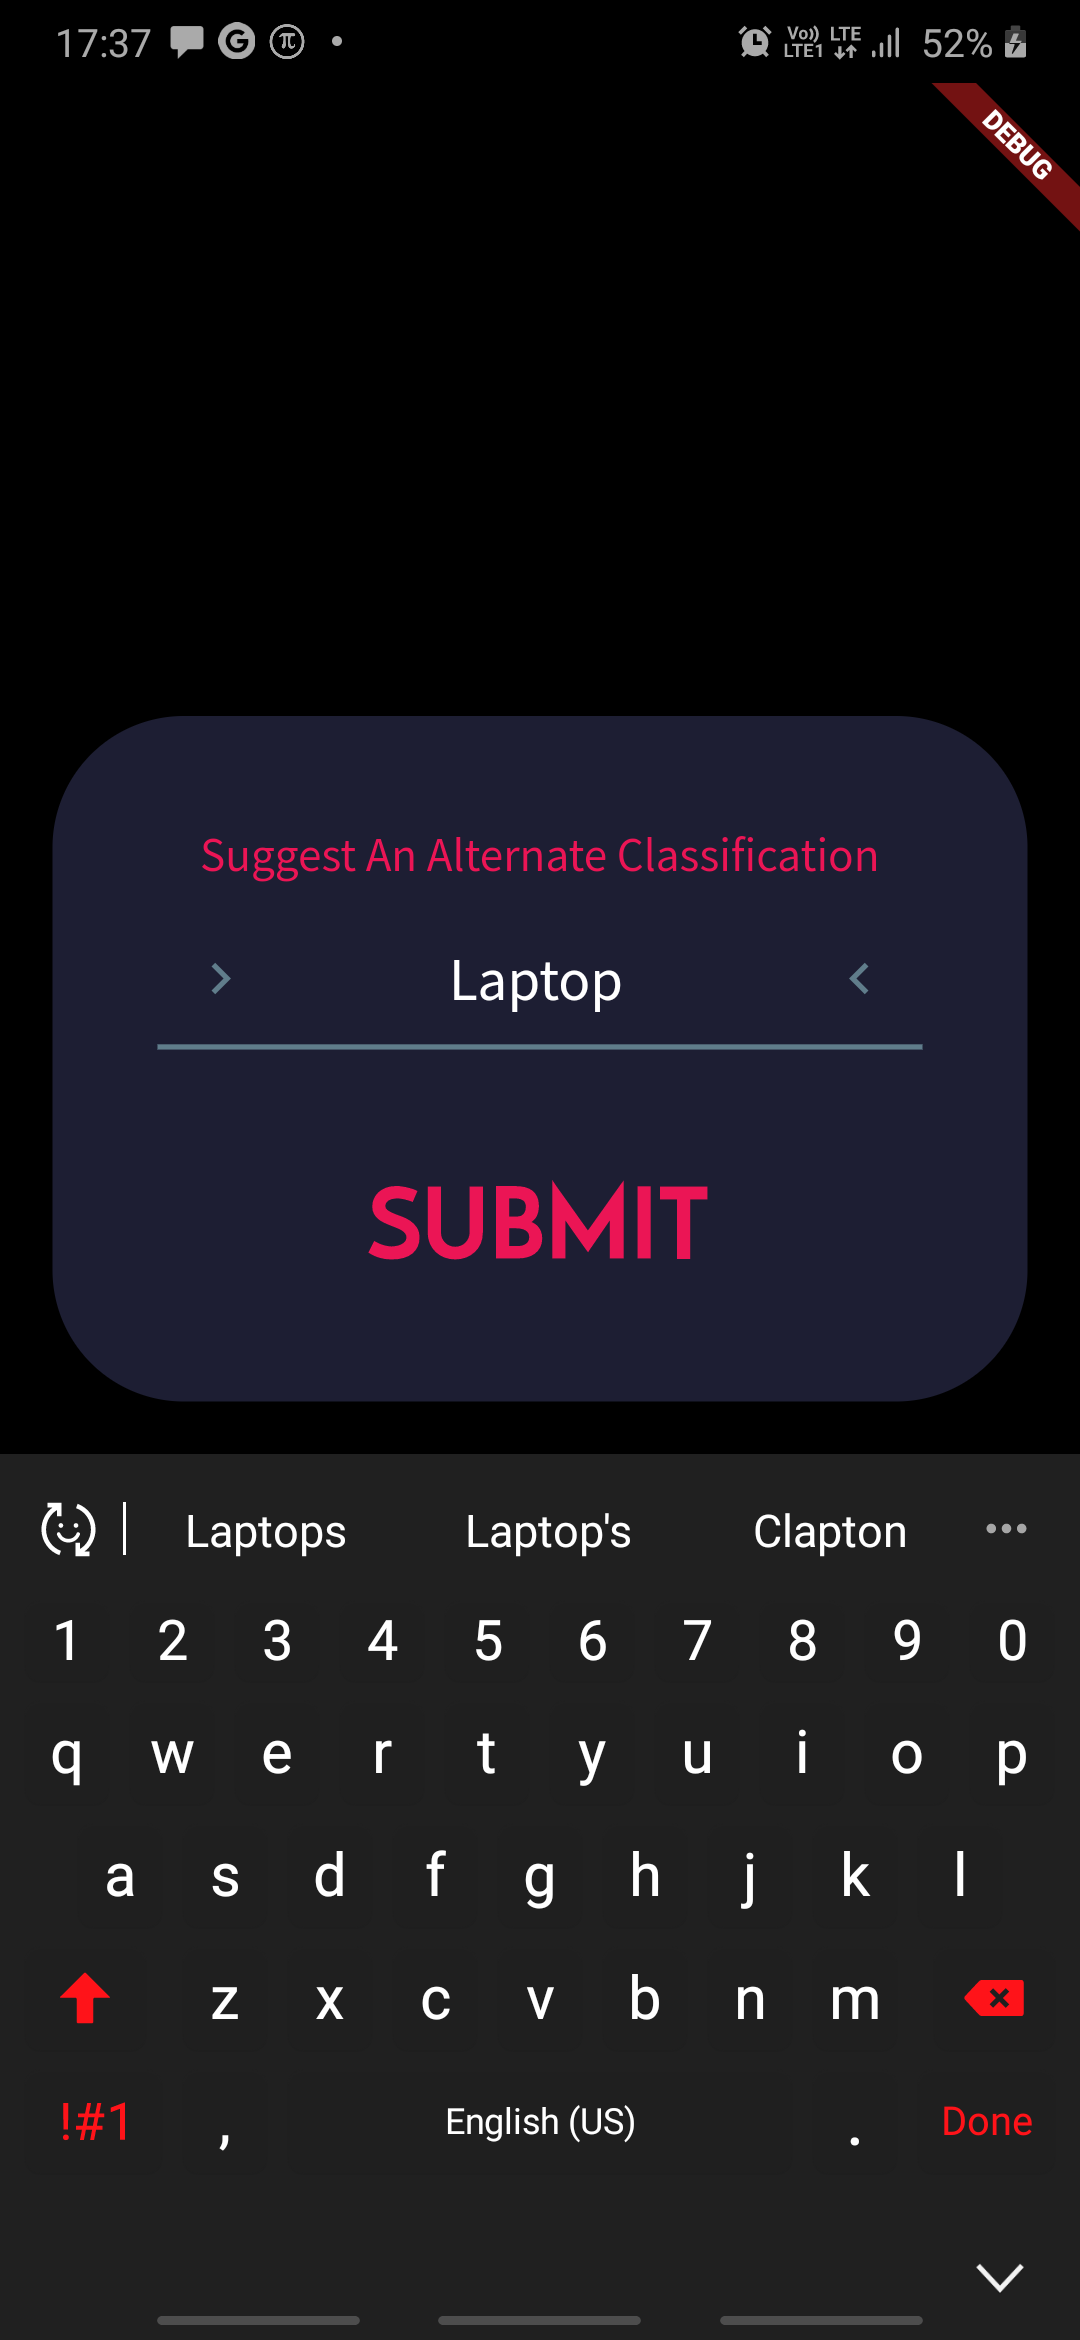 17:37 52%
Vo)) LTE
LTE1
DEBUG
Suggest An Alternate Classification
Laptop
SUBMIT
Laptops Laptop's Clapton
1 2 3 4 5 6 7 8 9 0
q w e r t y u i o p
a s d f g h j k l
z x c v b n m
!#1 , English (US) . Done